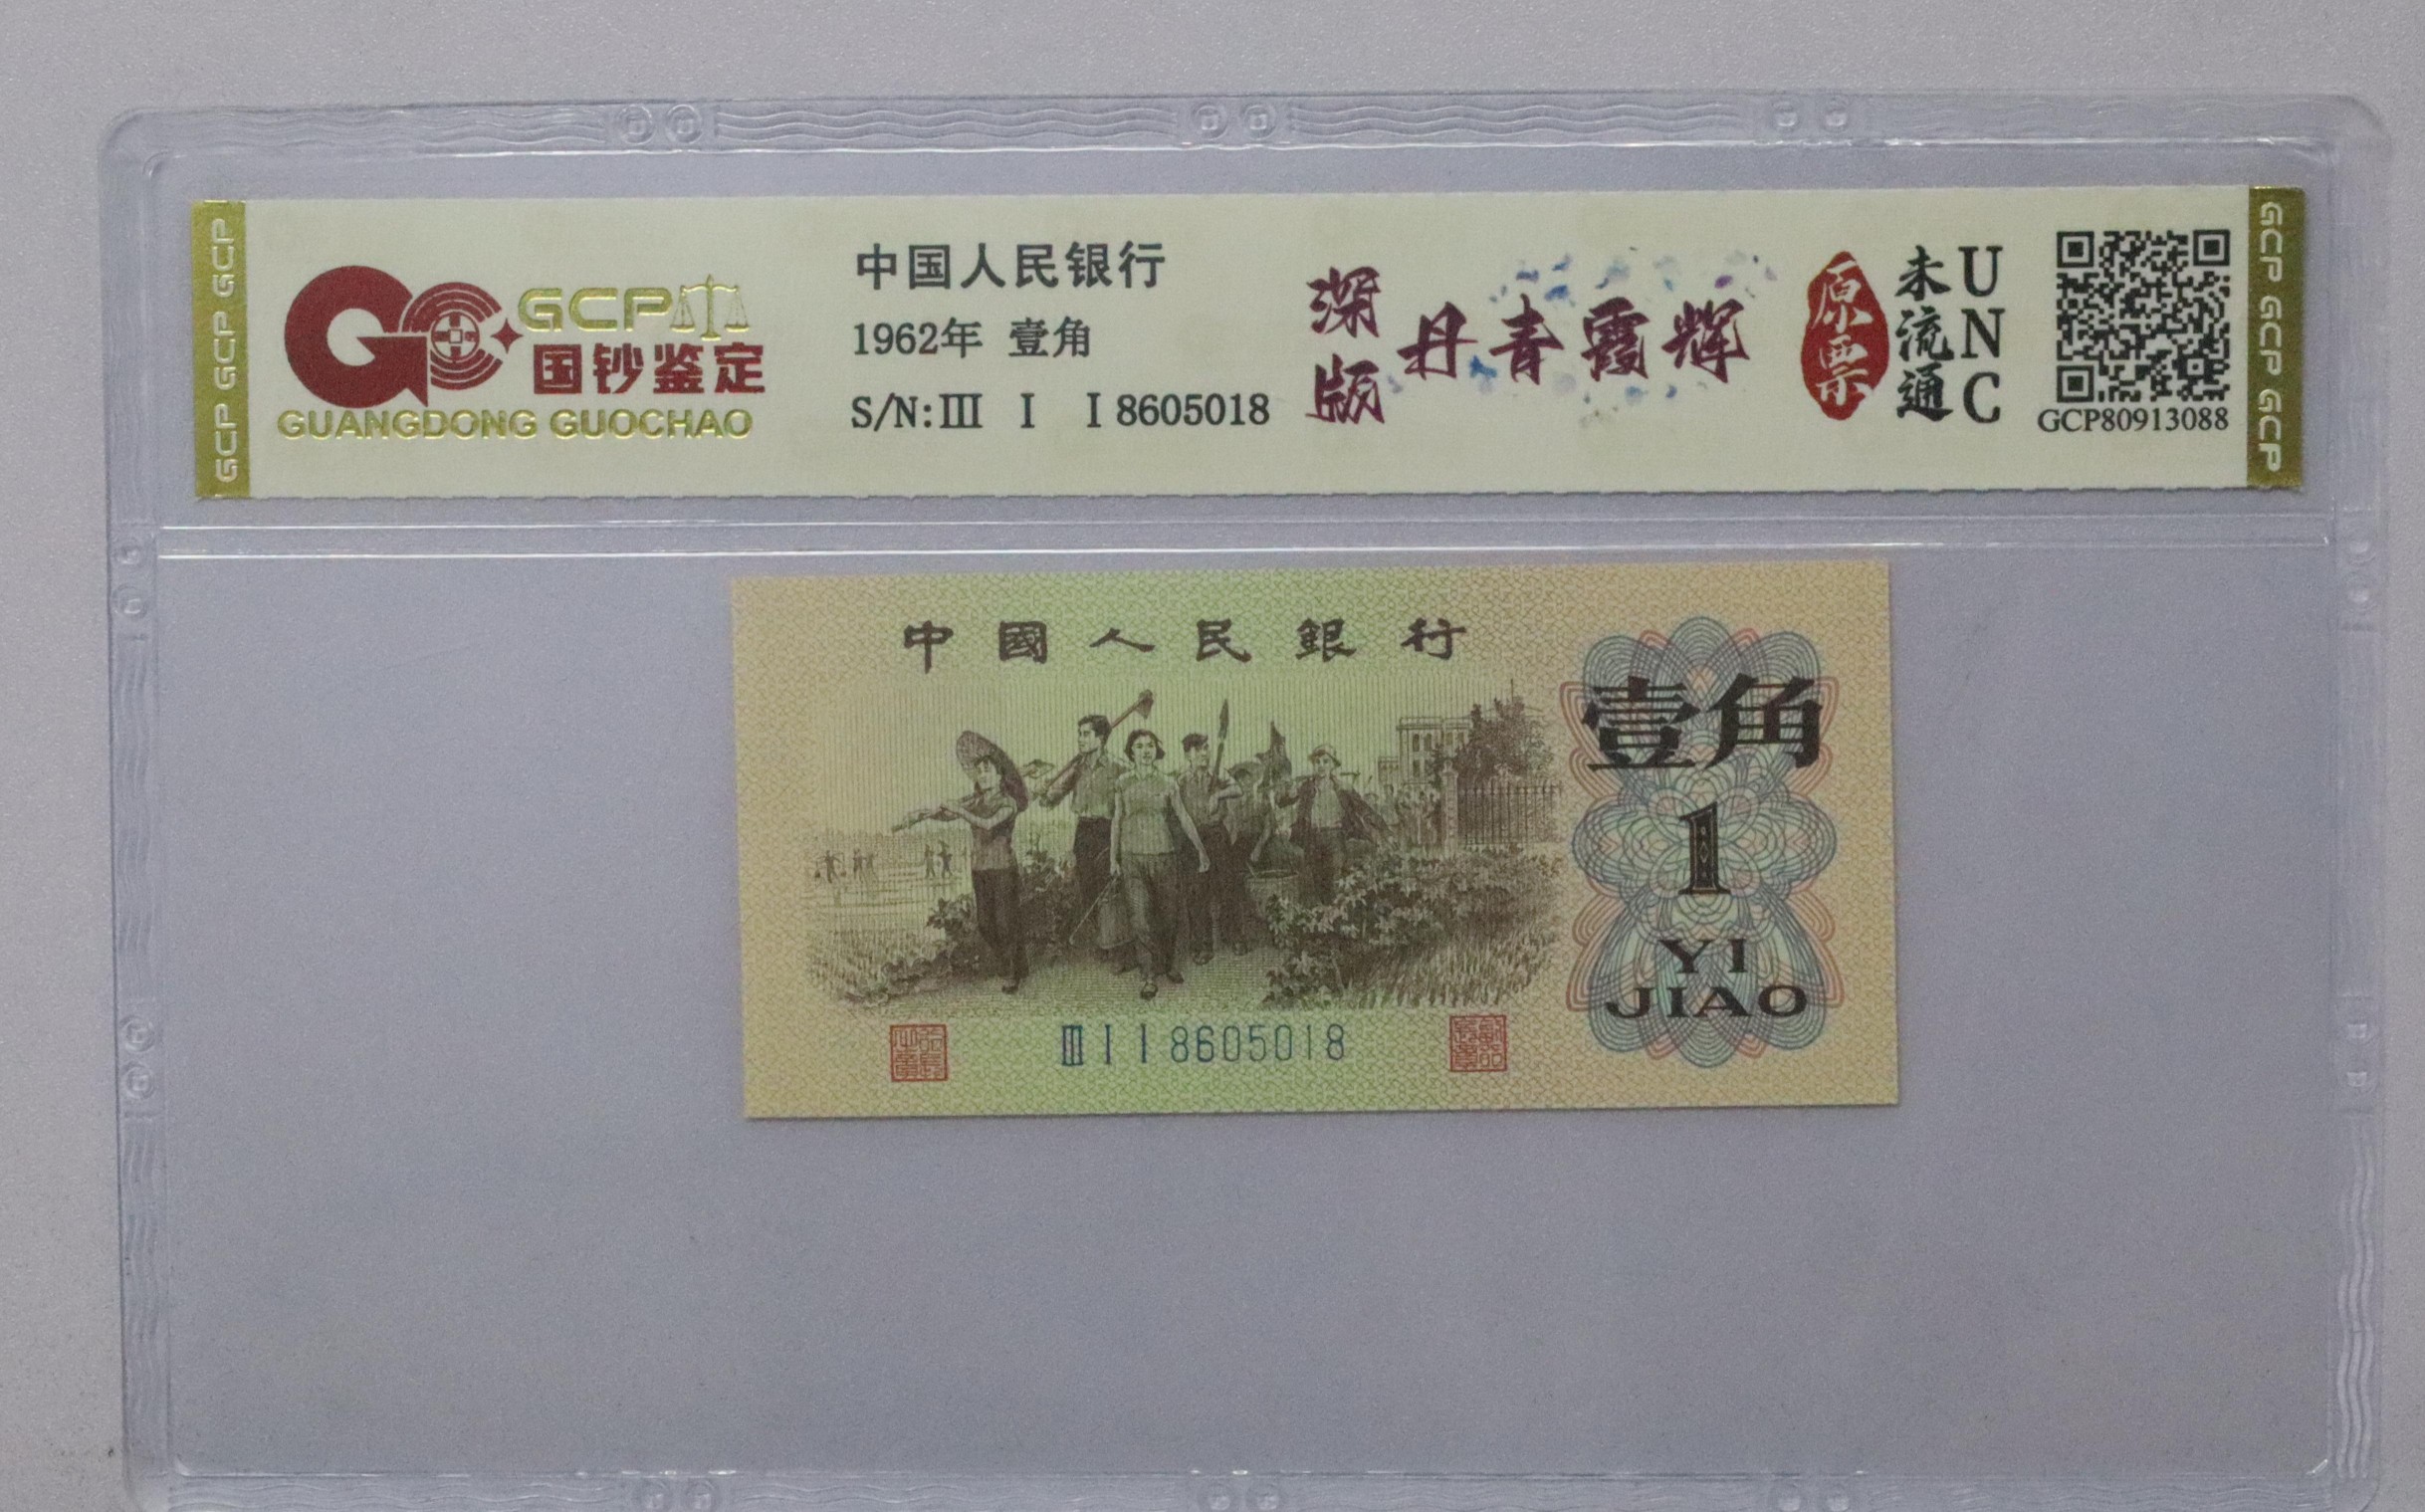 GCP GCP GCP
GCP
国钞鉴定
GUANGDONG GUOCHAO
中国人民银行
1962年 壹角
S/N:Ⅲ Ⅰ Ⅰ 8605018
深版
丹青霞辉
原票
未流通
UNC
GCP80913088
GCP GCP GCP
中國人民銀行
壹角
1
YI
JIAO
Ⅲ Ⅰ Ⅰ 8605018